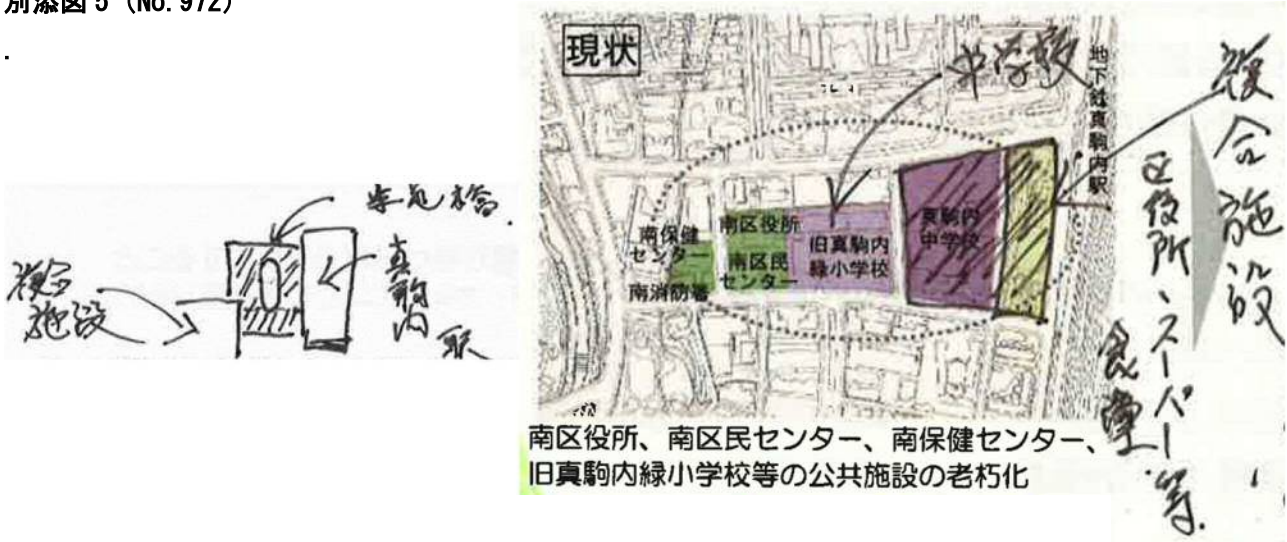 別添図 5 (No. 972)
.
現状
中学校
地下鉄真駒内駅
複合施設
区役所、スーパー
食堂、等.
南保健
センター
南消防署
南区役所
南区民
センター
旧真駒内
緑小学校
真駒内
中学校
複合
施設
真駒内
駅
南区役所、南区民センター、南保健センター、
旧真駒内緑小学校等の公共施設の老朽化